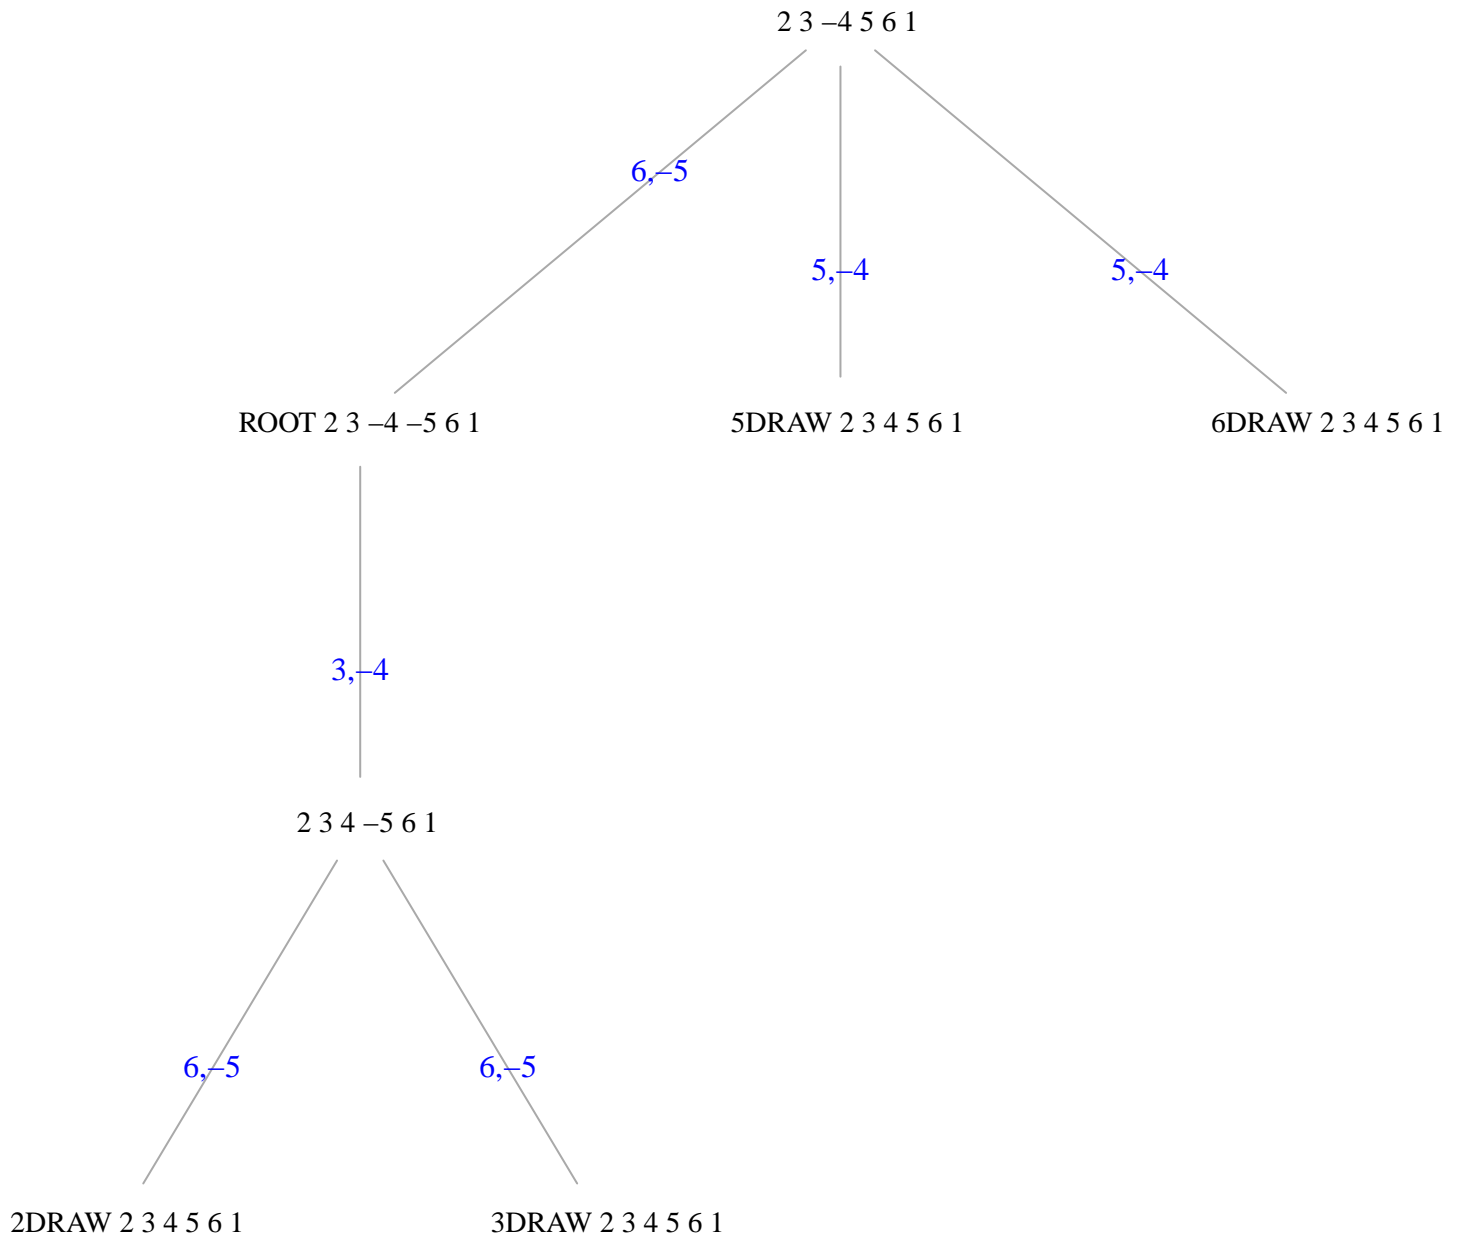 2 3 –4 5 6 1
6,–5
5,–4
5,–4
ROOT 2 3 –4 –5 6 1
5DRAW 2 3 4 5 6 1
6DRAW 2 3 4 5 6 1
3,–4
2 3 4 –5 6 1
6,–5
6,–5
2DRAW 2 3 4 5 6 1
3DRAW 2 3 4 5 6 1